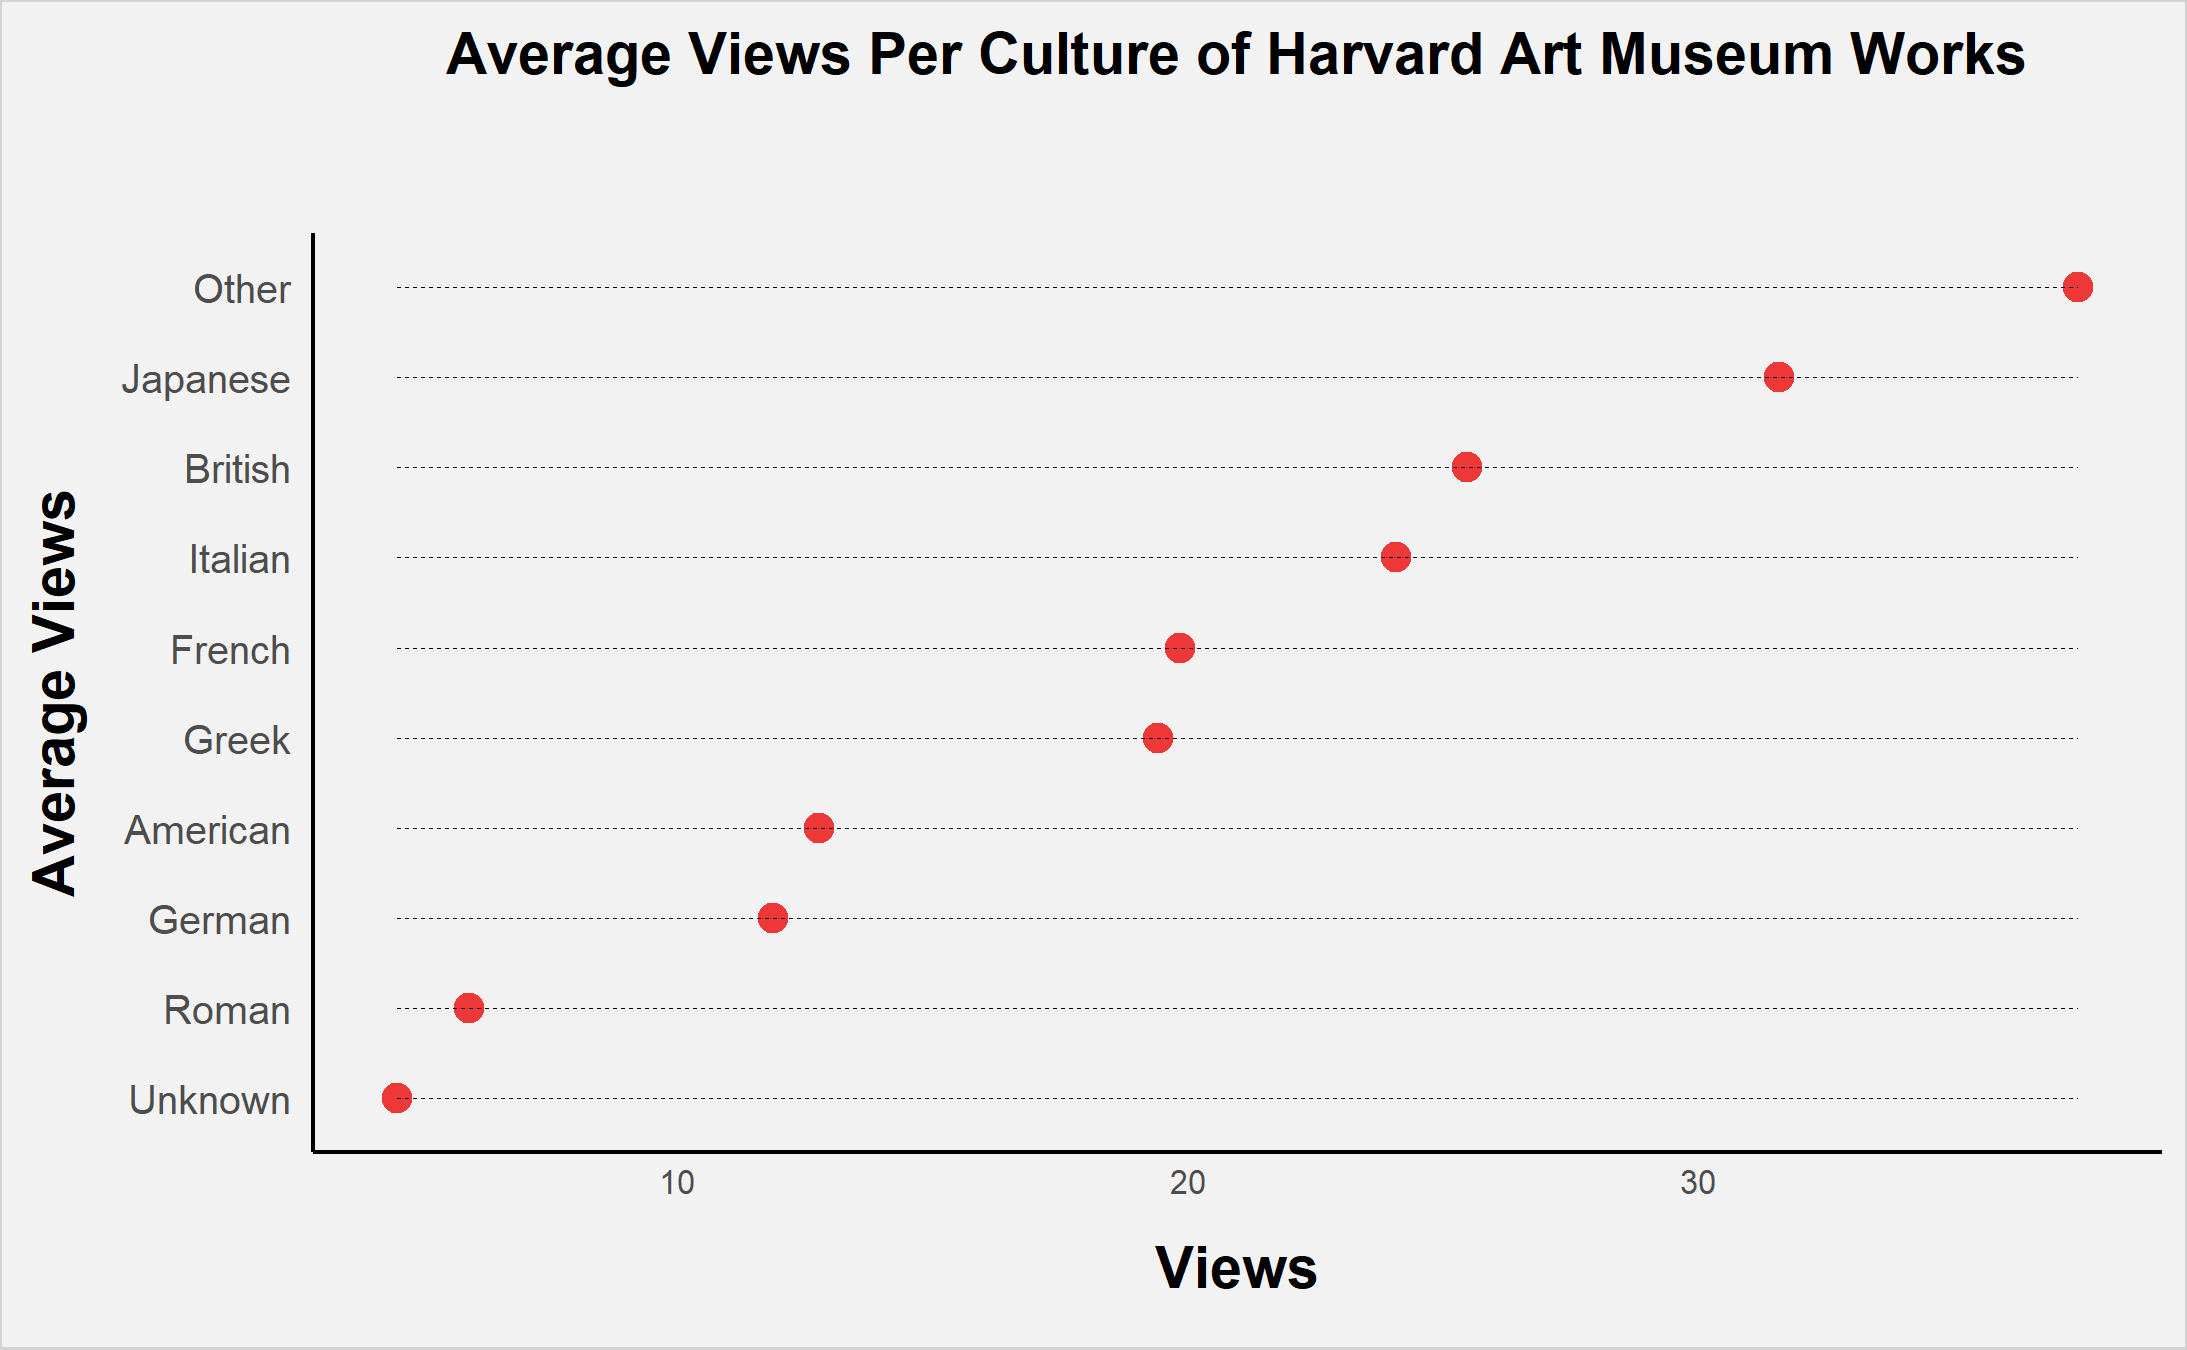 Average Views Per Culture of Harvard Art Museum Works
Average Views
Other
Japanese
British
Italian
French
Greek
American
German
Roman
Unknown
10 20 30
Views